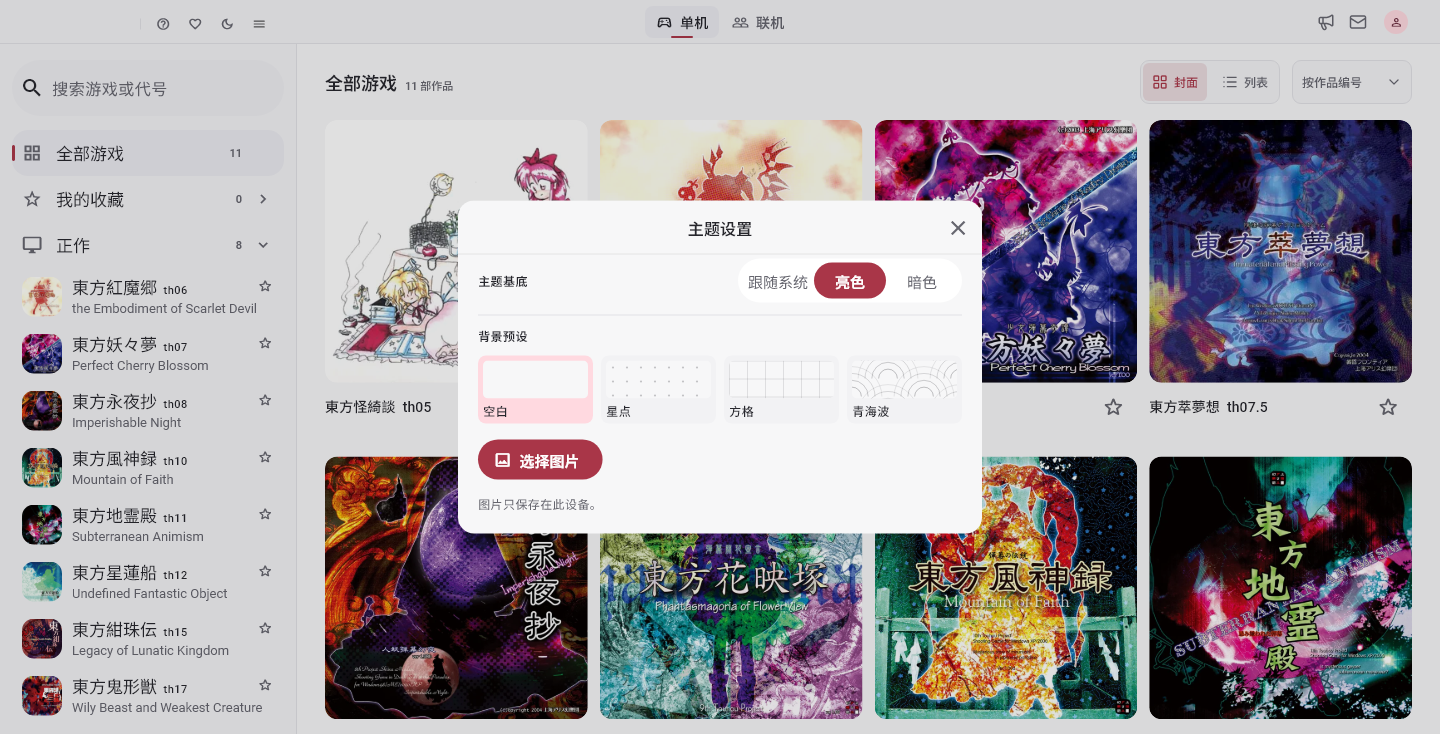 单机
联机
搜索游戏或代号
全部游戏
11
我的收藏
0
正作
8
東方紅魔郷 th06
the Embodiment of Scarlet Devil
東方妖々夢 th07
Perfect Cherry Blossom
東方永夜抄 th08
Imperishable Night
東方風神録 th10
Mountain of Faith
東方地霊殿 th11
Subterranean Animism
東方星蓮船 th12
Undefined Fantastic Object
東方紺珠伝 th15
Legacy of Lunatic Kingdom
東方鬼形獣 th17
Wily Beast and Weakest Creature
全部游戏
11 部作品
封面
列表
按作品编号
方妖々夢
Perfect Cherry Blossom
東方萃夢想
東方怪綺談 th05
東方萃夢想 th07.5
主题设置
主题基底
跟随系统
亮色
暗色
背景预设
空白
星点
方格
青海波
选择图片
图片只保存在此设备。
永夜抄
Imperishable Night
東方花映塚
Phantasmagoria of Flower View
東方風神録
Mountain of Faith
東方地霊殿
SUBTERRANEAN ANIMISM